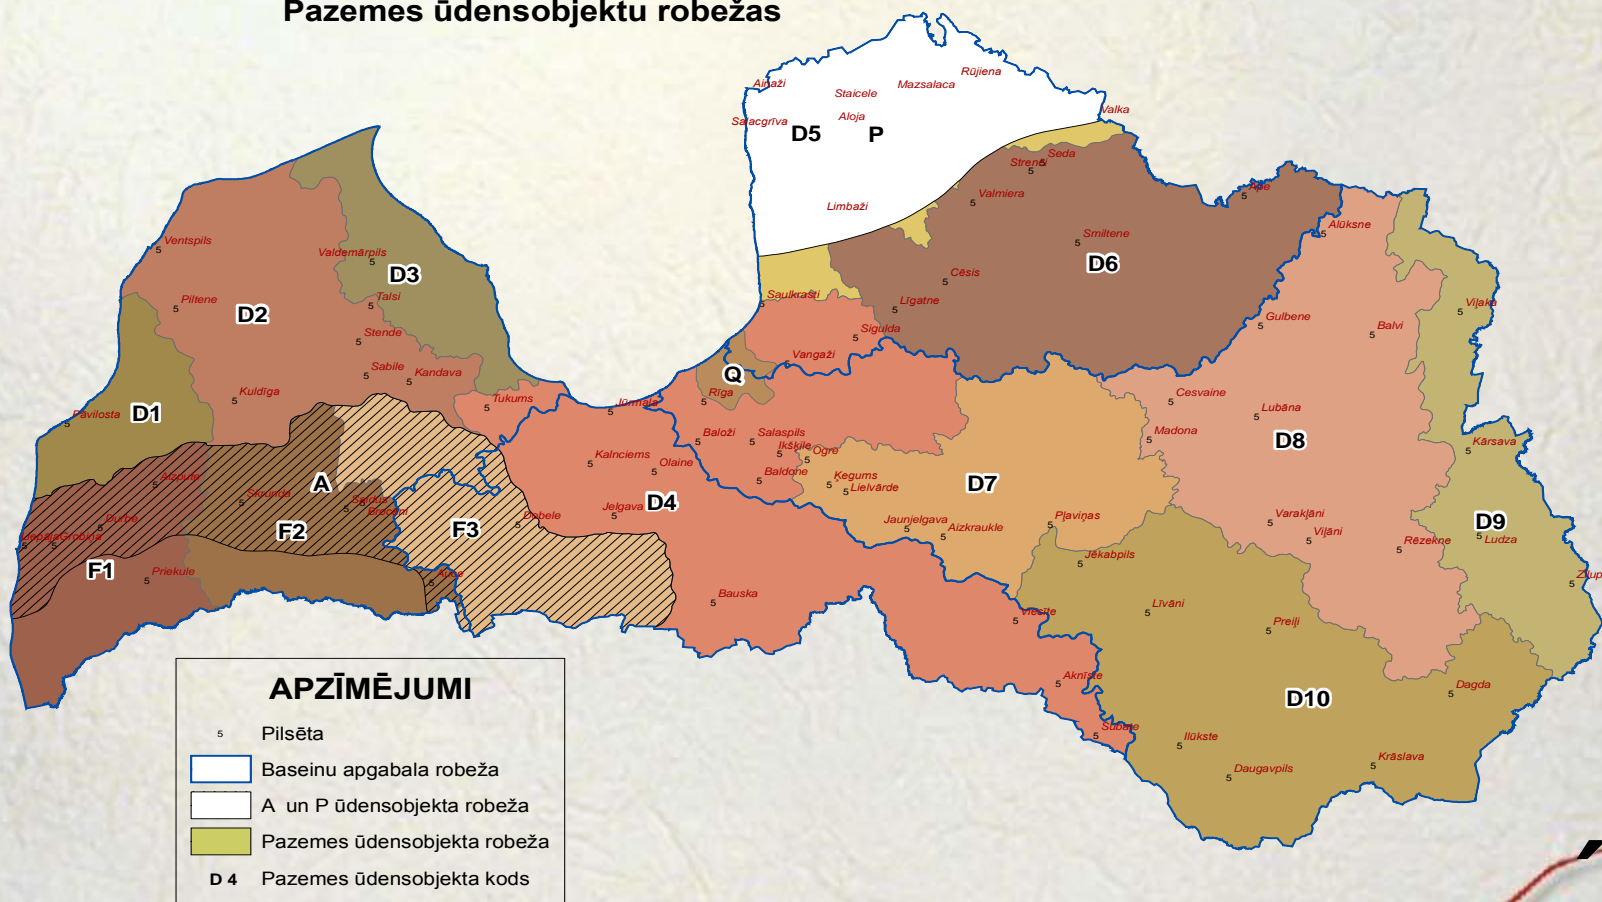 Pazemes ūdensobjektu robežas
Ainaži
Staicele
Mazsalaca
Rūjiena
Salacgrīva
Aloja
Valka
D5
P
Strenči
Seda
Limbaži
Valmiera
Ape
Ventspils
Valdemārpils
D3
Smiltene
Alūksne
D6
Cēsis
Piltene
Talsi
D2
Saulkrasti
Līgatne
Gulbene
Viļaka
Balvi
Stende
Sigulda
Vangaži
Sabile
Kandava
Q
Kuldīga
Tukums
Jūrmala
Rīga
Cesvaine
Lubāna
Pāvilosta
D1
Baloži
Salaspils
Ikšķile
Ogre
Madona
D8
Kārsava
Kalnciems
Olaine
Baldone
Ķegums
Lielvārde
D7
Aizpute
A
Skrunda
Saldus
Brocēni
Jelgava
D4
Dobele
Durbe
F2
F3
Jaunjelgava
Aizkraukle
Pļaviņas
Varakļāni
Viļāni
Rēzekne
D9
Ludza
Liepāja
Grobiņa
F1
Priekule
Auce
Jēkabpils
Zilupe
Bauska
Viesīte
Līvāni
Preiļi
Aknīste
D10
Dagda
Subate
Ilūkste
Daugavpils
Krāslava
APZĪMĒJUMI
5 Pilsēta
Baseinu apgabala robeža
A un P ūdensobjekta robeža
Pazemes ūdensobjekta robeža
D 4 Pazemes ūdensobjekta kods